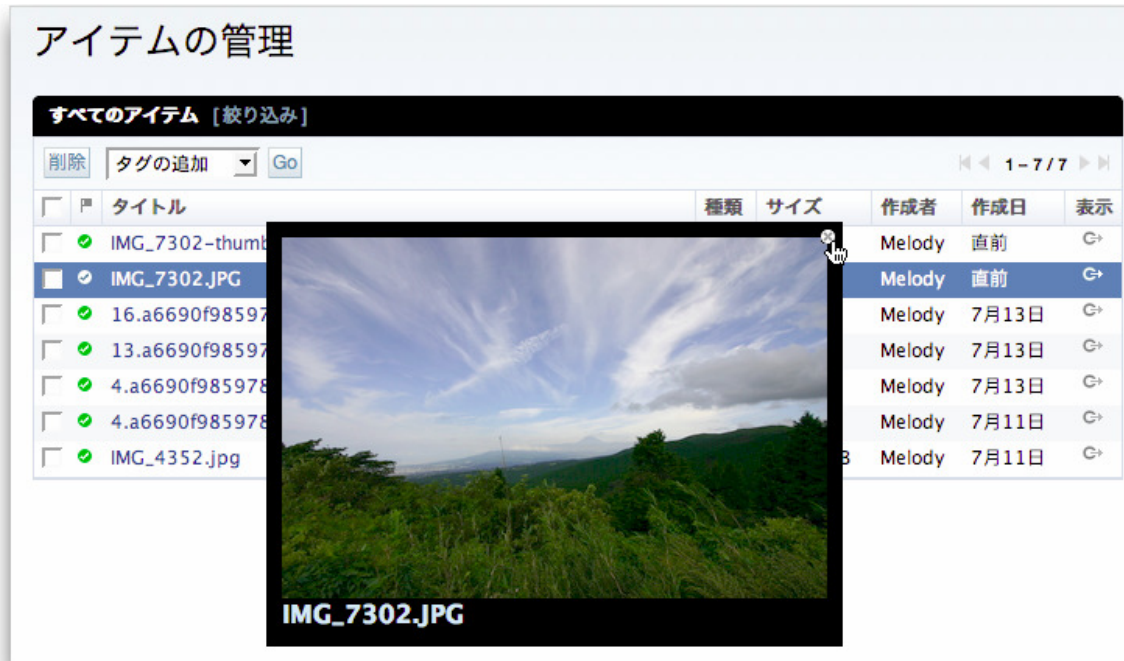 アイテムの管理
すべてのアイテム [絞り込み]
削除 タグの追加 Go 1-7/7
タイトル 種類 サイズ 作成者 作成日 表示
IMG_7302-thumb Melody 直前
IMG_7302.JPG Melody 直前
16.a6690f98597 Melody 7月13日
13.a6690f98597 Melody 7月13日
4.a6690f985978 Melody 7月13日
4.a6690f985978 Melody 7月11日
IMG_4352.jpg Melody 7月11日
IMG_7302.JPG